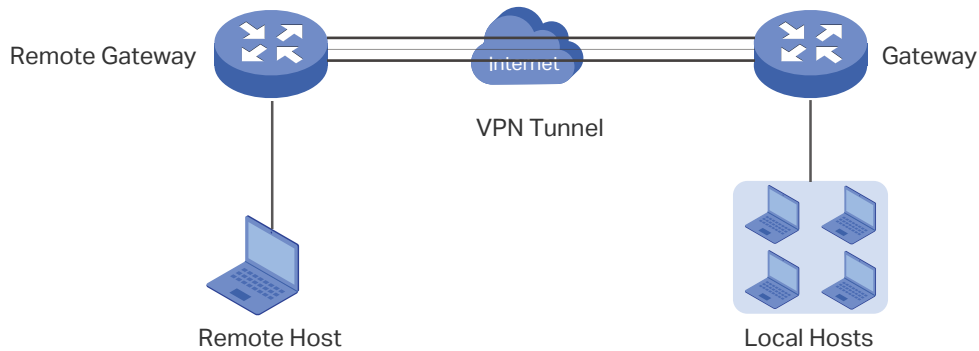 Remote Gateway
internet
Gateway
VPN Tunnel
Remote Host
Local Hosts